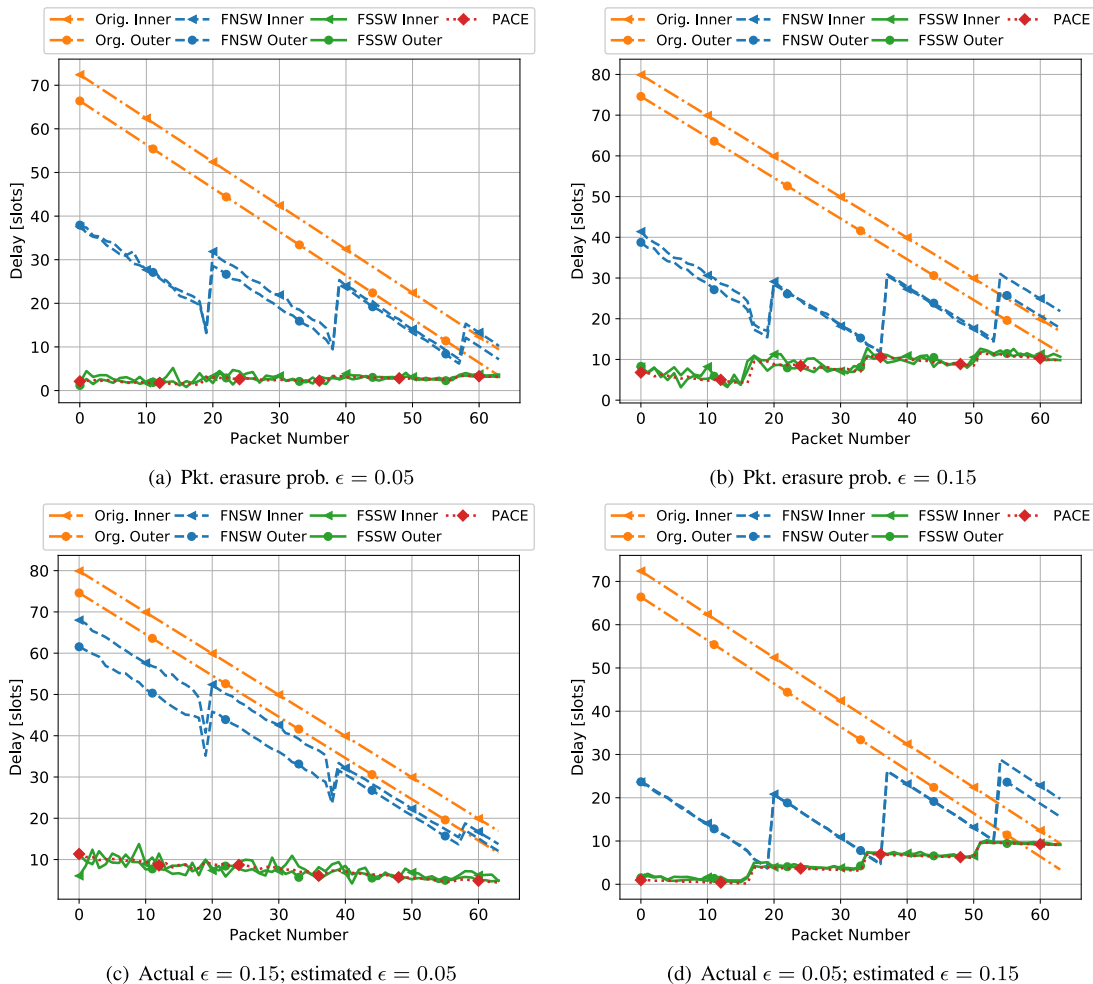 Orig. Inner FNSW Inner FSSW Inner PACE
Org. Outer FNSW Outer FSSW Outer
Delay [slots]
70
60
50
40
30
20
10
0
0 10 20 30 40 50 60
Packet Number
(a) Pkt. erasure prob. ϵ = 0.05
Orig. Inner FNSW Inner FSSW Inner PACE
Org. Outer FNSW Outer FSSW Outer
Delay [slots]
80
70
60
50
40
30
20
10
0
0 10 20 30 40 50 60
Packet Number
(b) Pkt. erasure prob. ϵ = 0.15
Orig. Inner FNSW Inner FSSW Inner PACE
Org. Outer FNSW Outer FSSW Outer
Delay [slots]
80
70
60
50
40
30
20
10
0 10 20 30 40 50 60
Packet Number
(c) Actual ϵ = 0.15; estimated ϵ = 0.05
Orig. Inner FNSW Inner FSSW Inner PACE
Org. Outer FNSW Outer FSSW Outer
Delay [slots]
70
60
50
40
30
20
10
0
0 10 20 30 40 50 60
Packet Number
(d) Actual ϵ = 0.05; estimated ϵ = 0.15